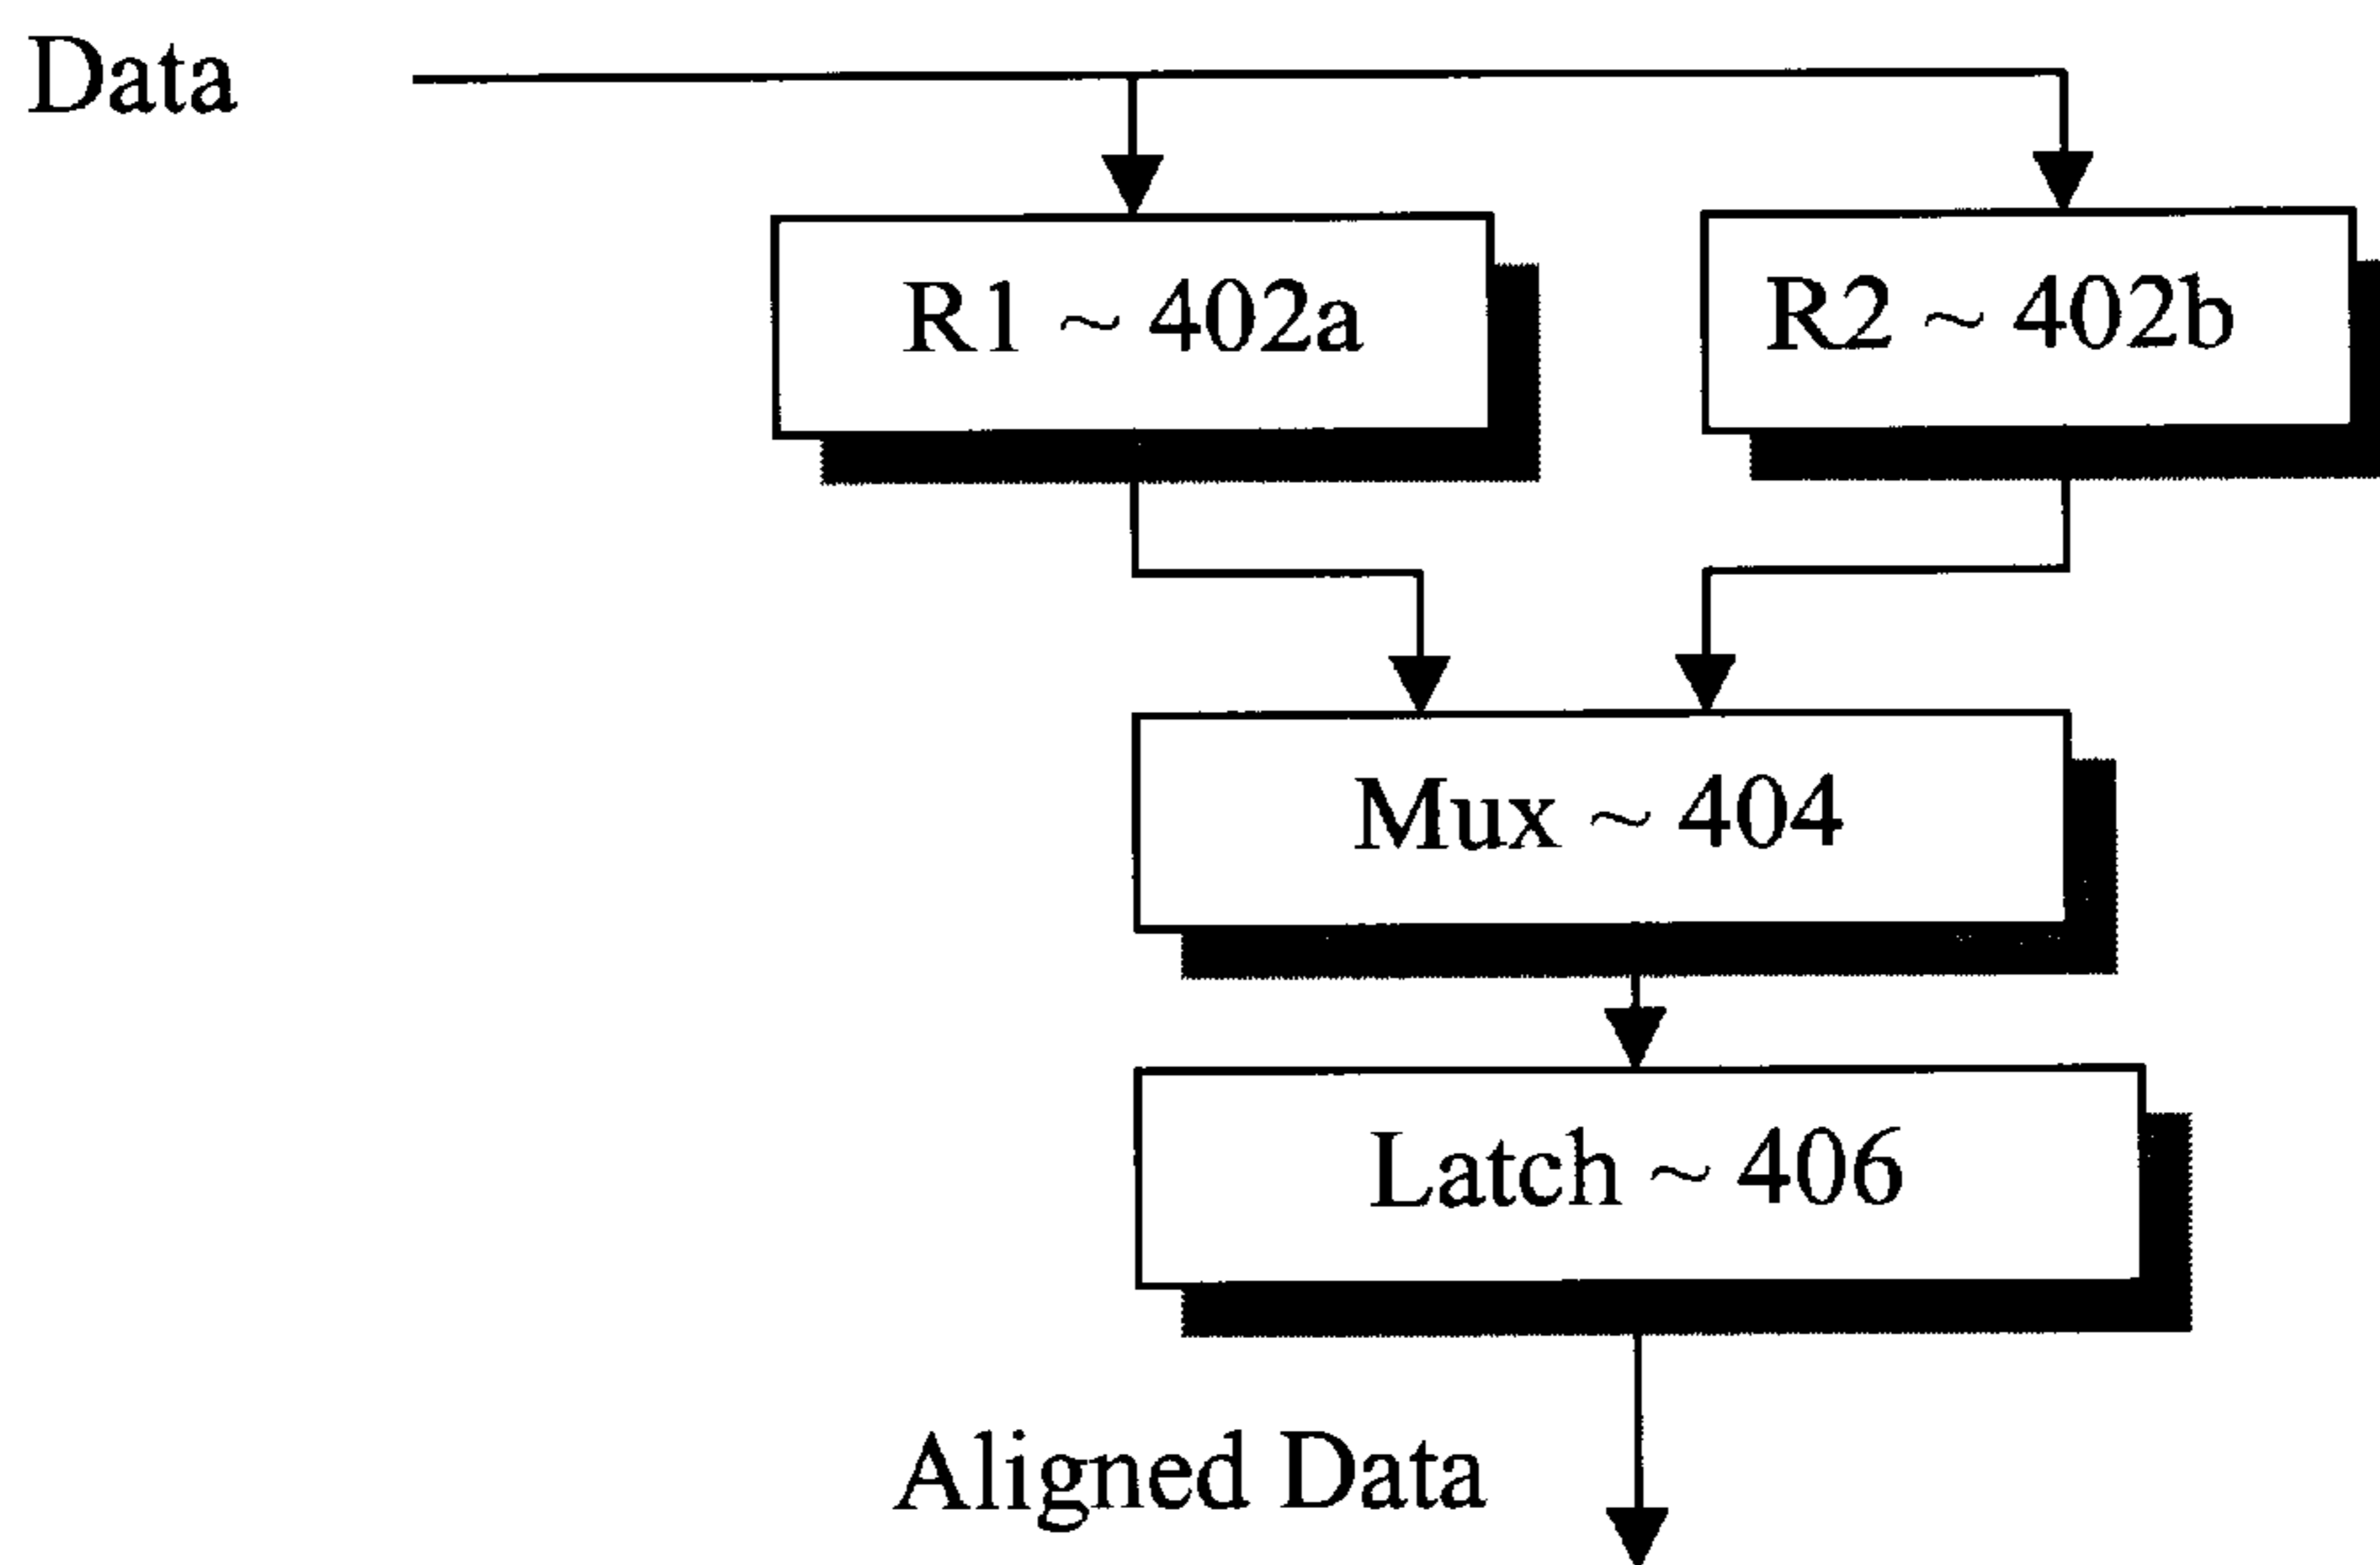 Data
R1 ~ 402a
R2 ~ 402b
Mux ~ 404
Latch ~ 406
Aligned Data